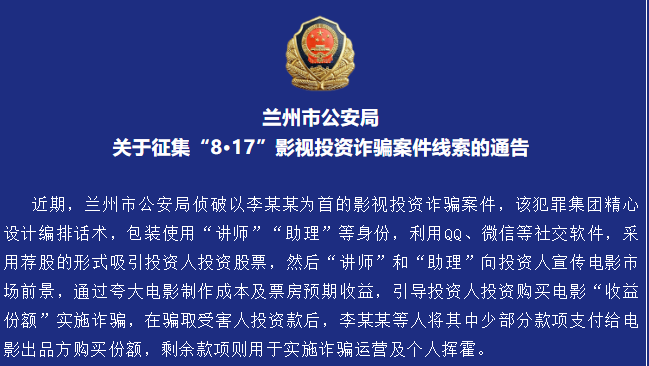 兰州市公安局
关于征集“8•17”影视投资诈骗案件线索的通告
近期，兰州市公安局侦破以李某某为首的影视投资诈骗案件，该犯罪集团精心
设计编排话术，包装使用“讲师”“助理”等身份，利用QQ、微信等社交软件，采
用荐股的形式吸引投资人投资股票，然后“讲师”和“助理”向投资人宣传电影市
场前景，通过夸大电影制作成本及票房预期收益，引导投资人投资购买电影“收益
份额”实施诈骗，在骗取受害人投资款后，李某某等人将其中少部分款项支付给电
影出品方购买份额，剩余款项则用于实施诈骗运营及个人挥霍。